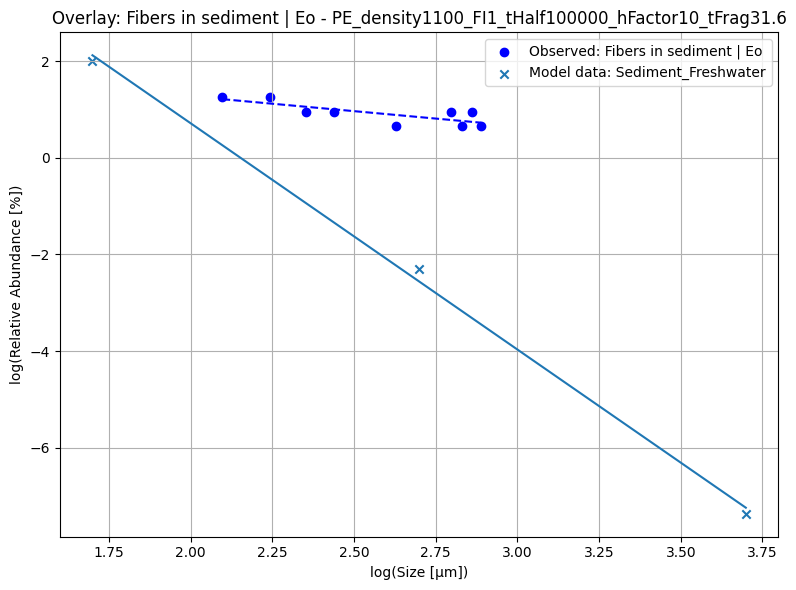 Overlay: Fibers in sediment | Eo - PE_density1100_FI1_tHalf100000_hFactor10_tFrag31.6
Observed: Fibers in sediment | Eo
Model data: Sediment_Freshwater
log(Relative Abundance [%])
2
0
−2
−4
−6
1.75 2.00 2.25 2.50 2.75 3.00 3.25 3.50 3.75
log(Size [µm])